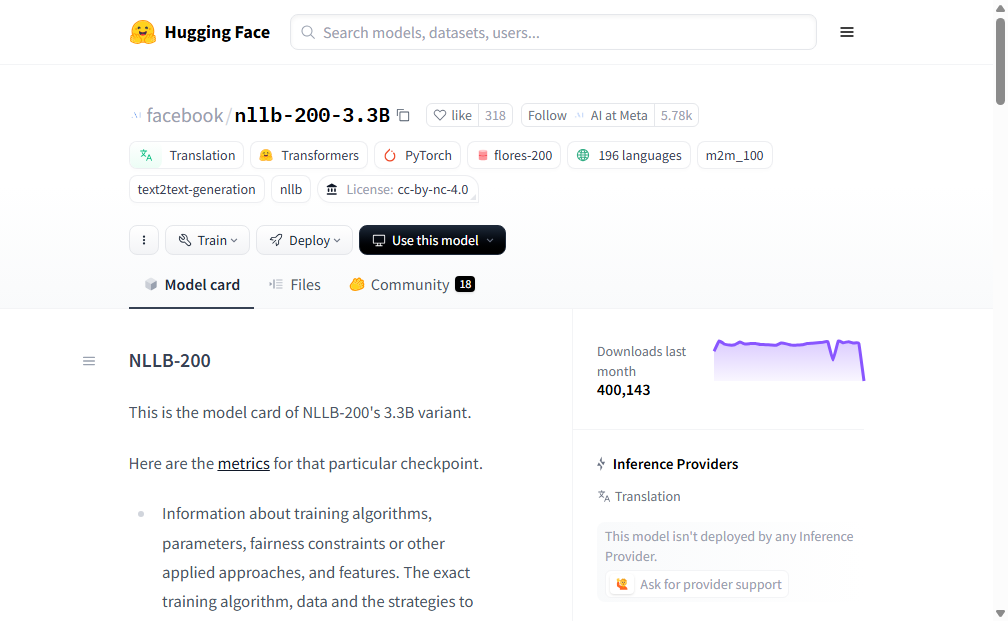 Hugging Face
Search models, datasets, users...
facebook/nllb-200-3.3B
like 318
Follow AI at Meta 5.78k
Translation Transformers PyTorch flores-200 196 languages m2m_100
text2text-generation nllb License: cc-by-nc-4.0
Train Deploy Use this model
Model card Files Community 18
NLLB-200
This is the model card of NLLB-200's 3.3B variant.
Here are the metrics for that particular checkpoint.
Information about training algorithms,
parameters, fairness constraints or other
applied approaches, and features. The exact
training algorithm, data and the strategies to
Downloads last
month
400,143
Inference Providers
Translation
This model isn't deployed by any Inference
Provider.
Ask for provider support